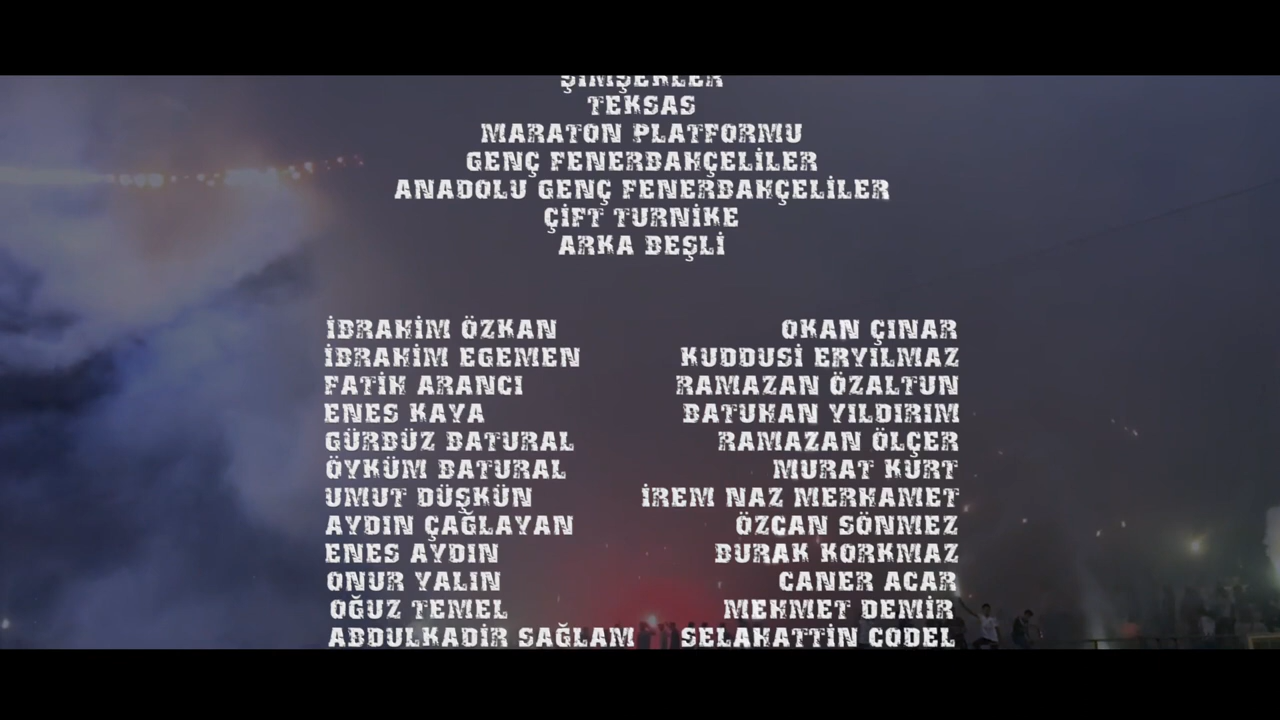 ŞİMŞEKLER
TEKSAS
MARATON PLATFORMU
GENÇ FENERBAHÇELİLER
ANADOLU GENÇ FENERBAHÇELİLER
ÇİFT TURNİKE
ARKA BEŞLİ
İBRAHİM ÖZKAN OKAN ÇINAR
İBRAHİM EGEMEN KUDDUSİ ERYILMAZ
FATİH ARANCI RAMAZAN ÖZALTUN
ENES KAYA BATUHAN YILDIRIM
GÜRBÜZ BATURAL RAMAZAN ÖLÇER
ÖYKÜM BATURAL MURAT KURT
UMUT DÜŞKÜN İREM NAZ MERHAMET
AYDIN ÇAĞLAYAN ÖZCAN SÖNMEZ
ENES AYDIN BURAK KORKMAZ
ONUR YALIN CANER ACAR
OĞUZ TEMEL MEHMET DEMİR
ABDULKADİR SAĞLAM SELAHATTİN CODEL